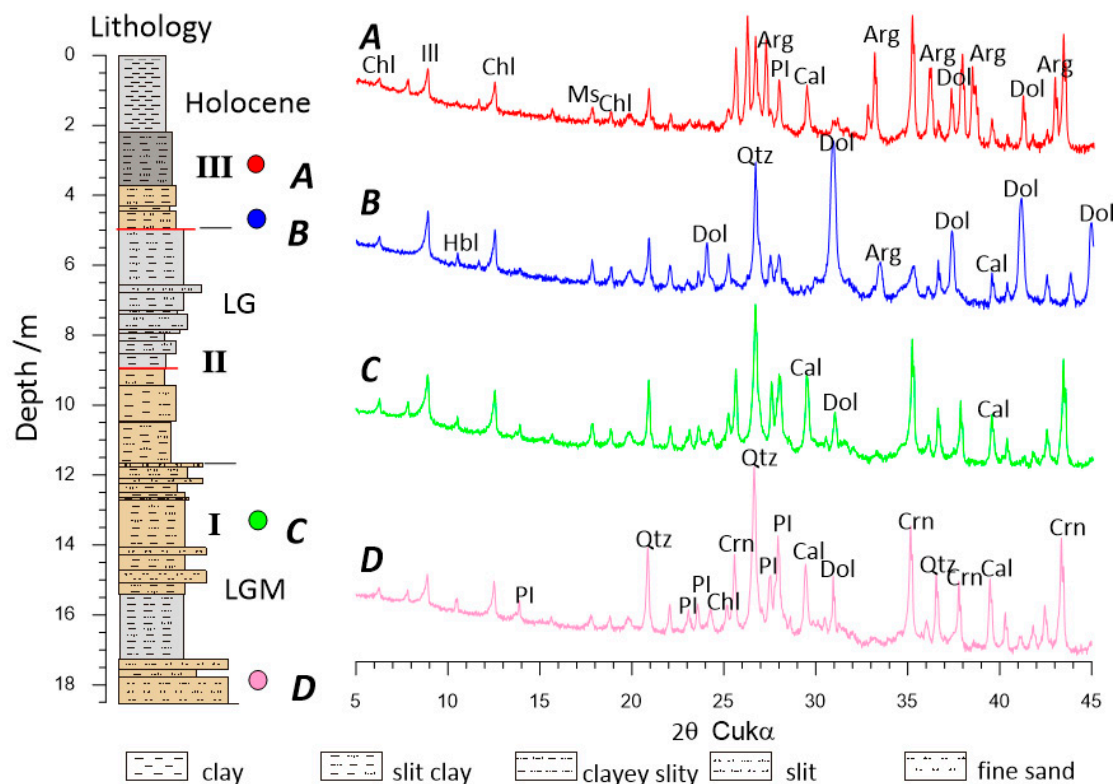 Lithology
Depth /m
0
2
4
6
8
10
12
14
16
18
Holocene
III
A
B
LG
II
I
C
LGM
D
A
Chl
Ill
Chl
Ms
Chl
Arg
Pl
Cal
Arg
Arg
Dol
Arg
Dol
Arg
B
Hbl
Dol
Qtz
Dol
Arg
Dol
Cal
Dol
Dol
C
Cal
Dol
Cal
D
Pl
Qtz
Pl
Pl
Chl
Crn
Qtz
Pl
Pl
Cal
Dol
Crn
Qtz
Crn
Cal
Crn
5
10
15
20
25
30
35
40
45
2θ Cukα
clay
slit clay
clayey slity
slit
fine sand